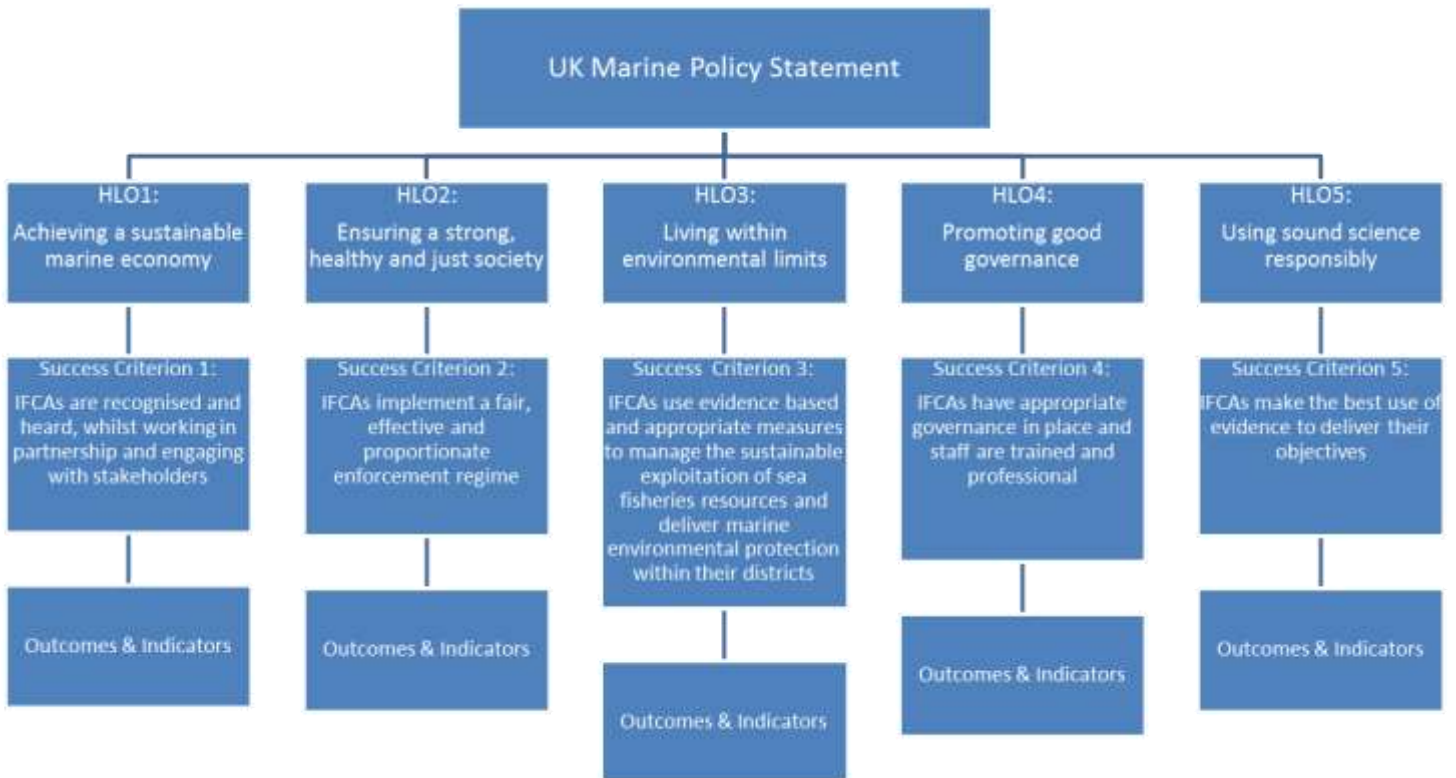 UK Marine Policy Statement
HLO1:
Achieving a sustainable
marine economy
HLO2:
Ensuring a strong,
healthy and just society
HLO3:
Living within
environmental limits
HLO4:
Promoting good
governance
HLO5:
Using sound science
responsibly
Success Criterion 1:
IFCAs are recognised and
heard, whilst working in
partnership and engaging
with stakeholders
Success Criterion 2:
IFCAs implement a fair,
effective and
proportionate
enforcement regime
Success Criterion 3:
IFCAs use evidence based
and appropriate measures
to manage the sustainable
exploitation of sea
fisheries resources and
deliver marine
environmental protection
within their districts
Success Criterion 4:
IFCAs have appropriate
governance in place and
staff are trained and
professional
Success Criterion 5:
IFCAs make the best use of
evidence to deliver their
objectives
Outcomes & Indicators
Outcomes & Indicators
Outcomes & Indicators
Outcomes & Indicators
Outcomes & Indicators